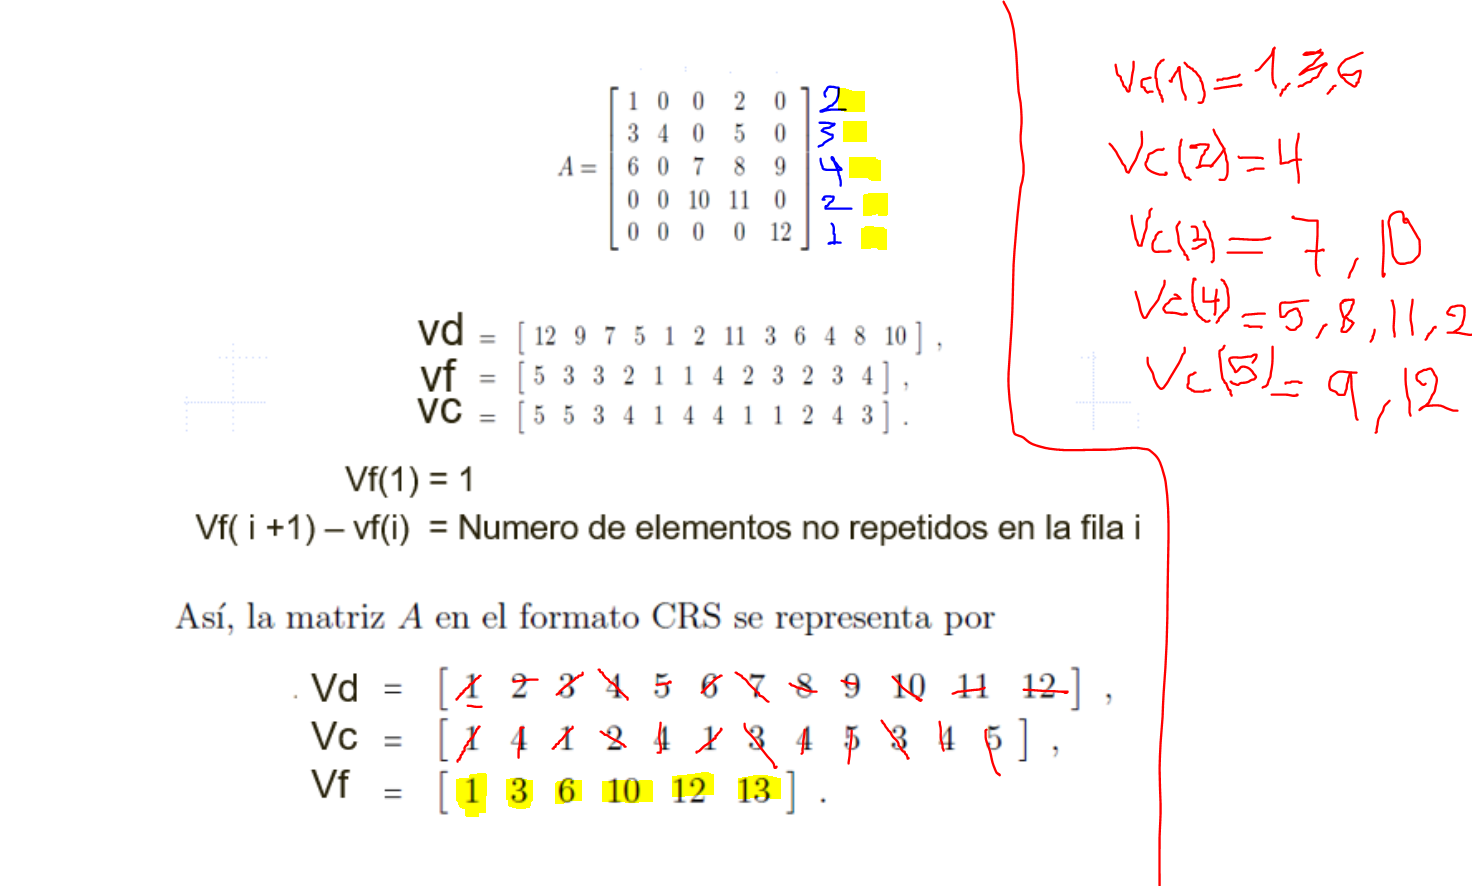 1 0 0 2 0 2
3 4 0 5 0 3
A = 6 0 7 8 9 4
0 0 10 11 0 2
0 0 0 0 12 1
vd = [ 12 9 7 5 1 2 11 3 6 4 8 10 ] ,
vf = [ 5 3 3 2 1 1 4 2 3 2 3 4 ] ,
vc = [ 5 5 3 4 1 4 4 1 1 2 4 3 ] .
Vf(1) = 1
Vf( i +1) – vf(i) = Numero de elementos no repetidos en la fila i
Así, la matriz A en el formato CRS se representa por
. Vd = [ 1 2 3 4 5 6 7 8 9 10 11 12 ] ,
Vc = [ 1 4 1 2 4 1 3 4 5 3 4 5 ] ,
Vf = [ 1 3 6 10 12 13 ] .
Vc(1) = 1,3,6
Vc(2) = 4
Vc(3) = 7, 10
Vc(4) = 5,8,11,2
Vc(5) = 9,12